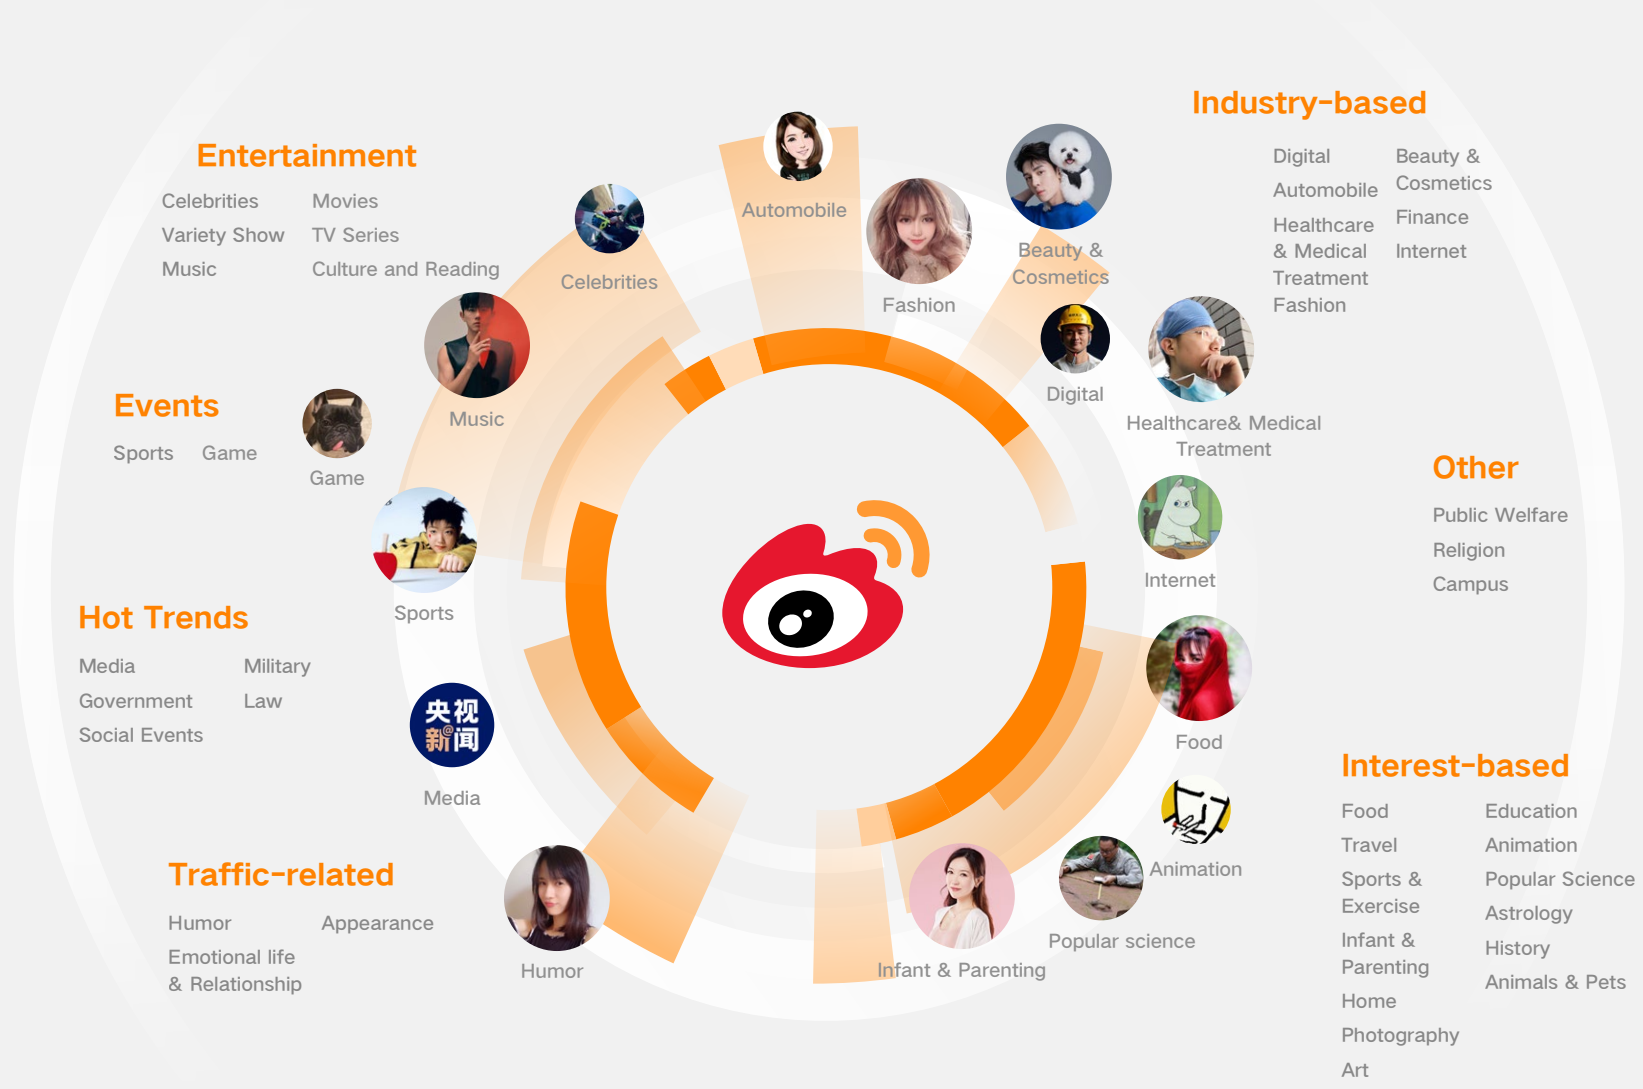 Entertainment
Celebrities
Movies
Variety Show
TV Series
Music
Culture and Reading
Events
Sports
Game
Hot Trends
Media
Military
Government
Law
Social Events
Traffic-related
Humor
Appearance
Emotional life
& Relationship
Celebrities
Music
Game
Sports
央视
新@闻
Media
Humor
Automobile
Fashion
Beauty &
Cosmetics
Digital
Healthcare& Medical
Treatment
Internet
Food
Animation
Popular science
Infant & Parenting
Industry-based
Digital
Automobile
Healthcare
& Medical
Treatment
Fashion
Beauty &
Cosmetics
Finance
Internet
Other
Public Welfare
Religion
Campus
Interest-based
Food
Travel
Sports &
Exercise
Infant &
Parenting
Home
Photography
Art
Education
Animation
Popular Science
Astrology
History
Animals & Pets